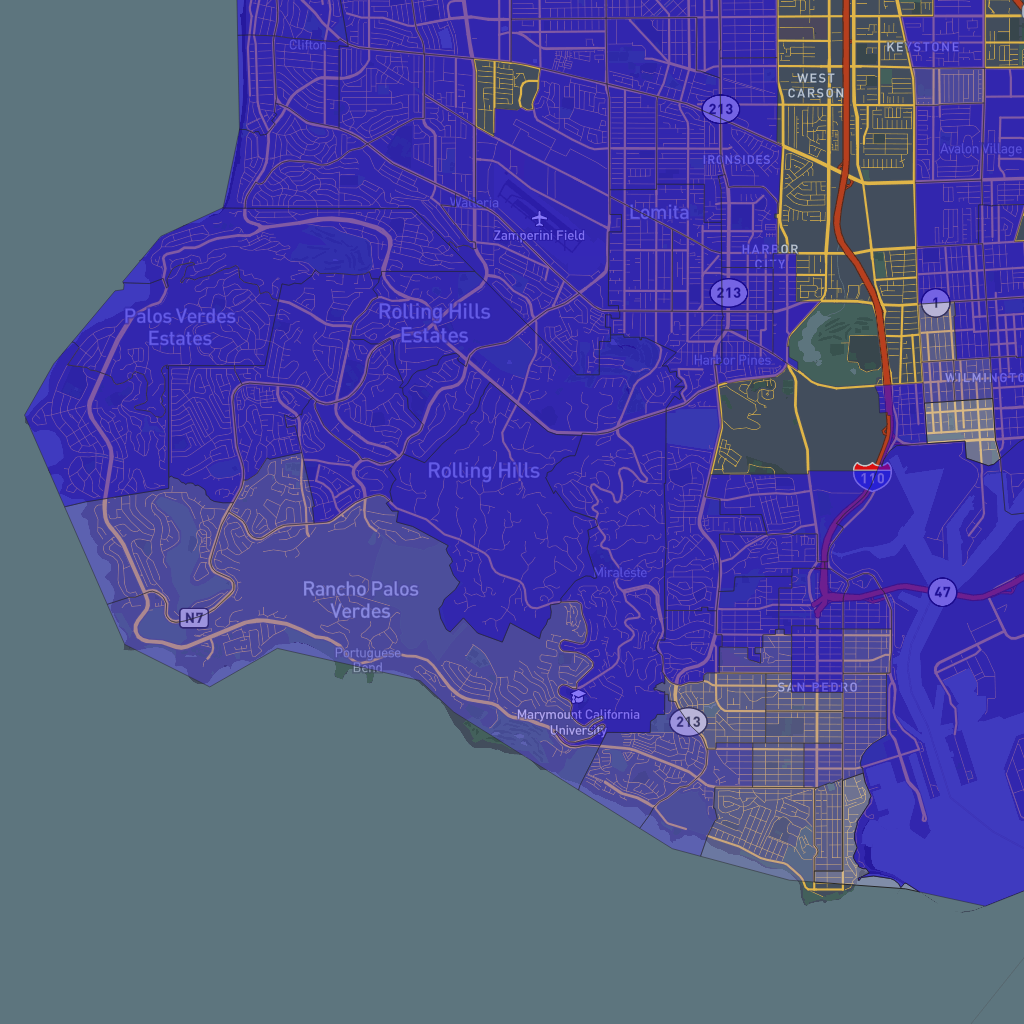 Clifton
KEYSTONE
WEST
CARSON
213
Avalon Village
IRONSIDES
Walteria
Lomita
Zamperini Field
HARBOR
CITY
213
1
Palos Verdes
Estates
Rolling Hills
Estates
Harbor Pines
WILMINGTO
Rolling Hills
110
Miraleste
Rancho Palos
Verdes
47
N7
Portuguese
Bend
SAN PEDRO
Marymount California
University
213